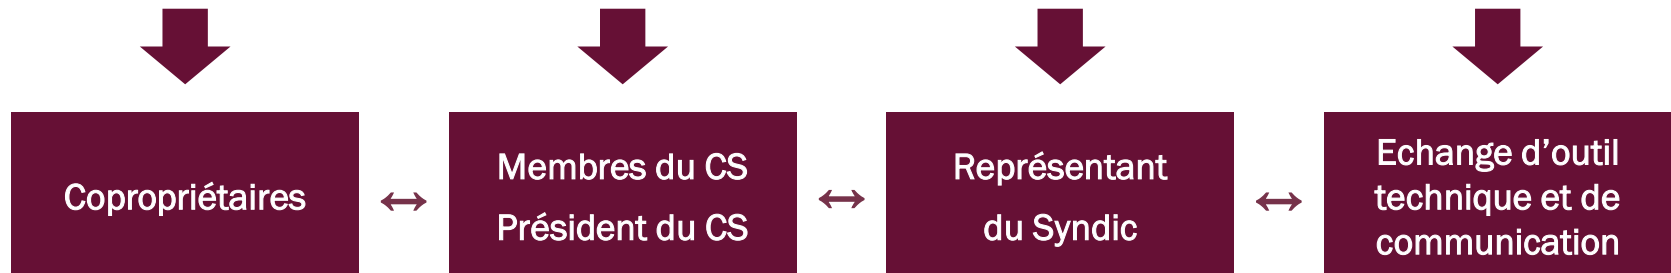 Copropriétaires
Membres du CS
Président du CS
Représentant
du Syndic
Echange d’outil
technique et de
communication